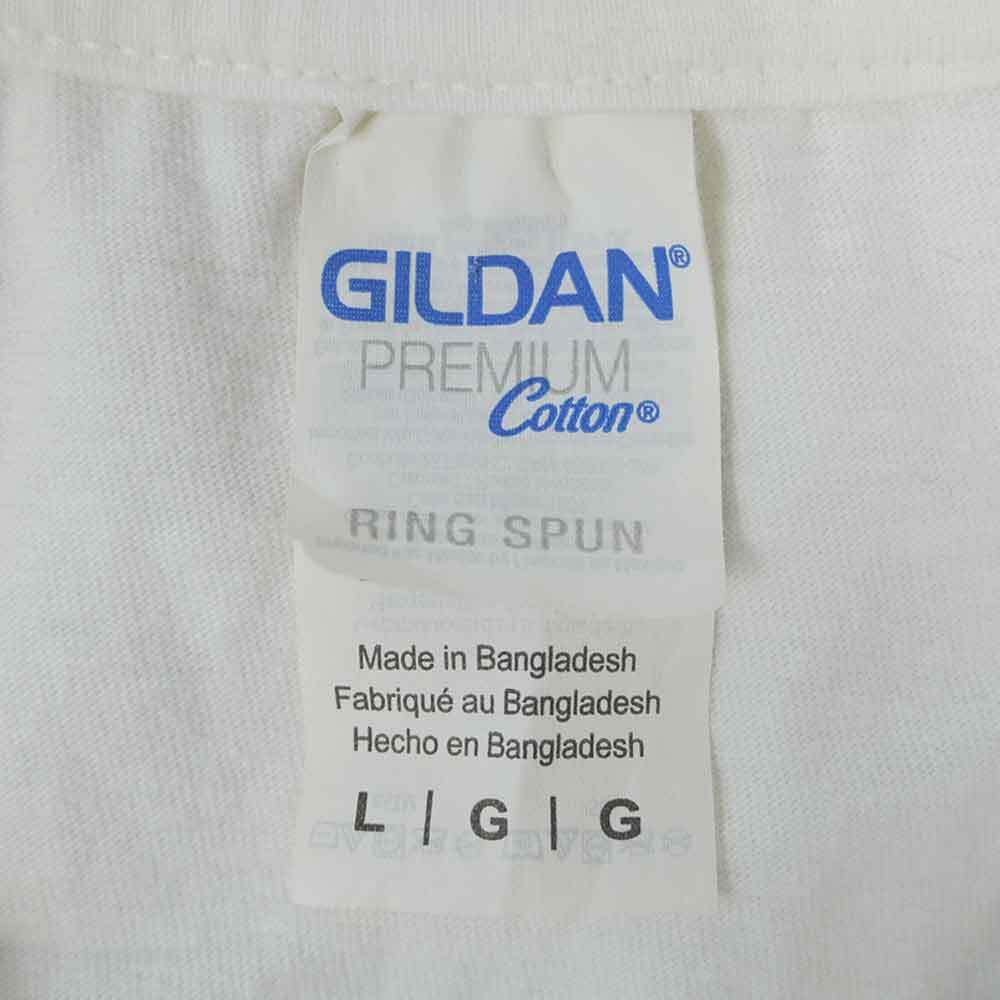 GILDAN®
PREMIUM
Cotton®
RING SPUN
Made in Bangladesh
Fabriqué au Bangladesh
Hecho en Bangladesh
L | G | G